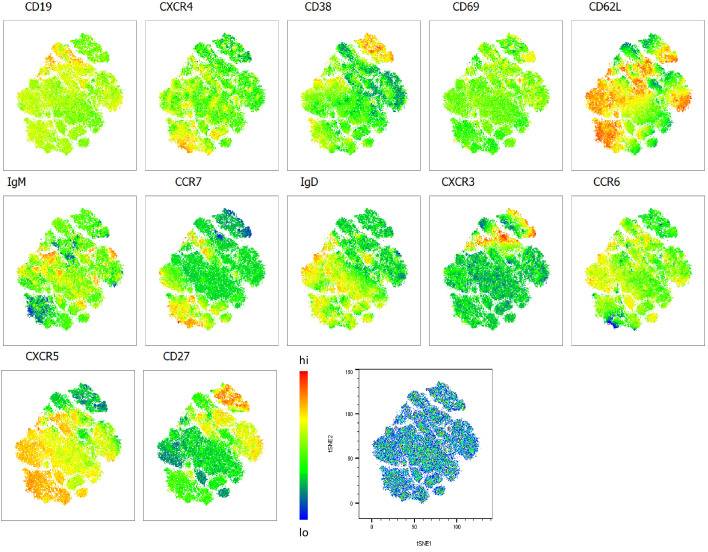 CD19 CXCR4 CD38 CD69 CD62L
IgM CCR7 IgD CXCR3 CCR6
CXCR5 CD27
hi
lo
tSNE2
150
100
50
0
0 50 100
tSNE1